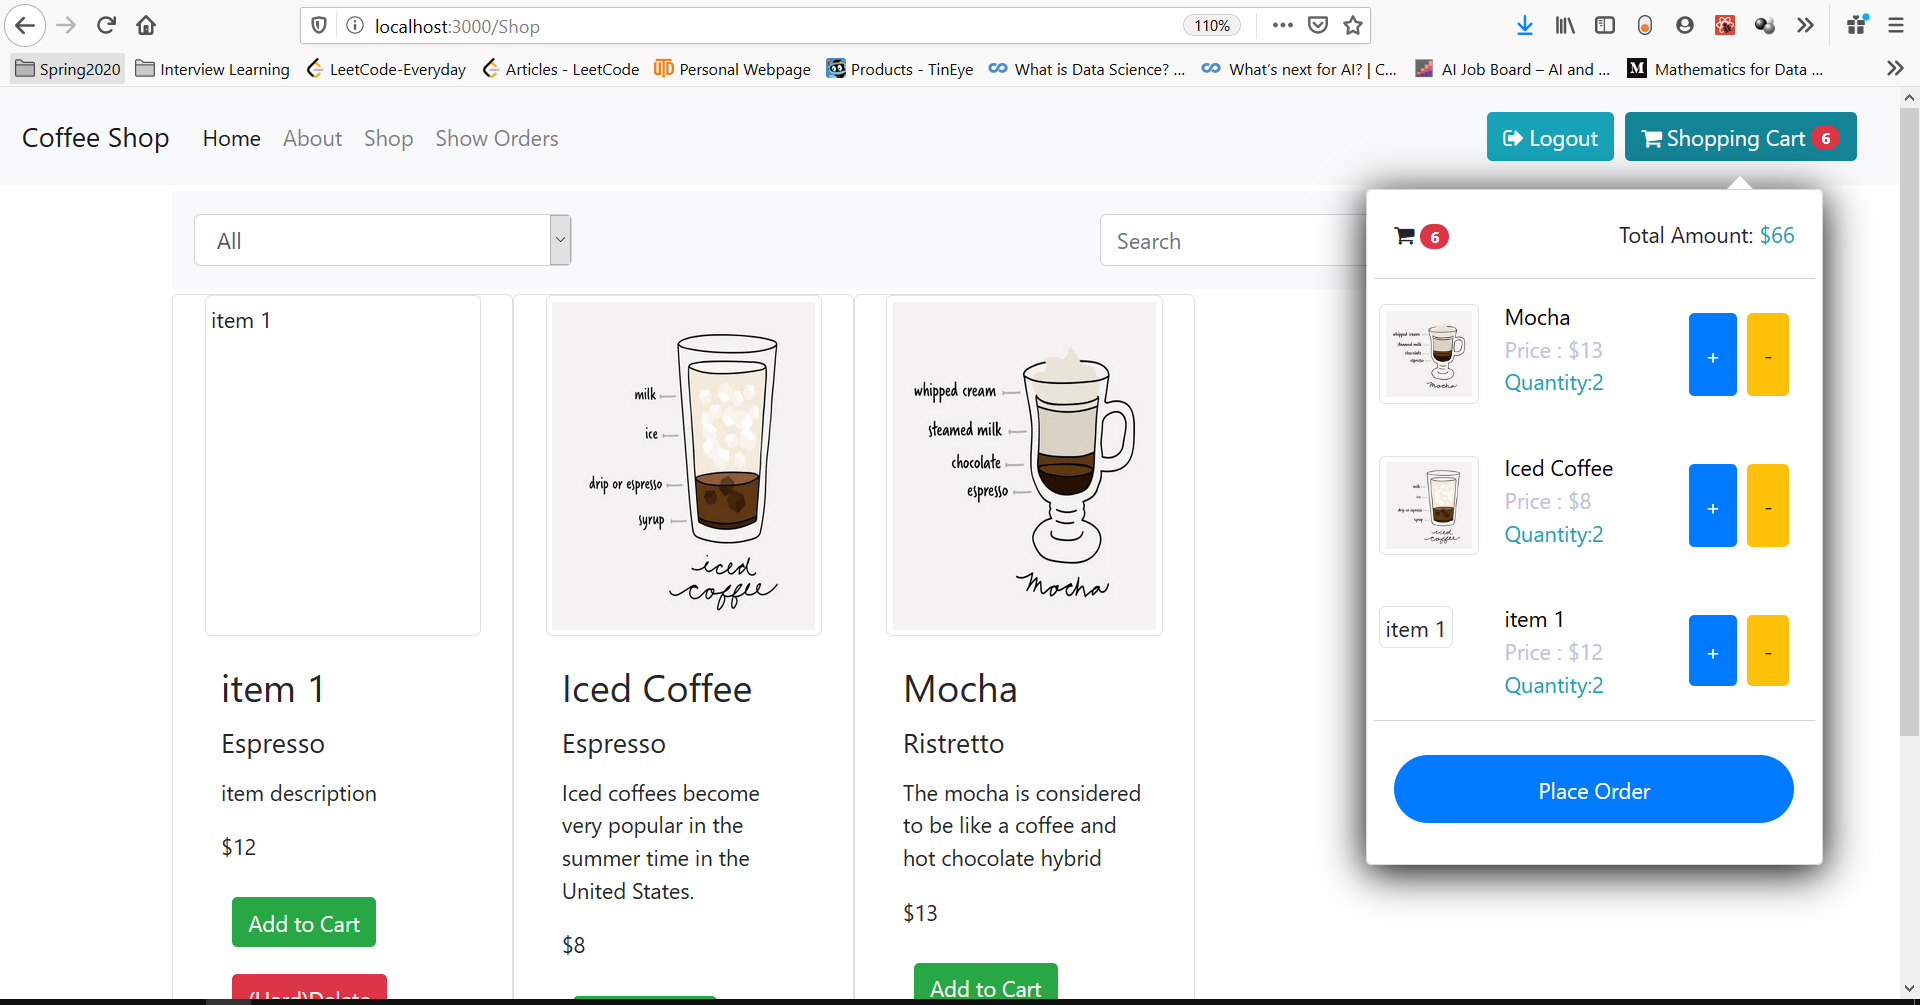 localhost:3000/Shop
110%
Spring2020
Interview Learning
LeetCode-Everyday
Articles - LeetCode
Personal Webpage
Products - TinEye
What is Data Science? ...
What's next for AI? | C...
AI Job Board – AI and ...
Mathematics for Data ...
Coffee Shop
Home
About
Shop
Show Orders
Logout
Shopping Cart 6
All
Search
6
Total Amount: $66
Mocha
Price : $13
Quantity:2
+
-
Iced Coffee
Price : $8
Quantity:2
+
-
item 1
item 1
Price : $12
Quantity:2
+
-
Place Order
item 1
item 1
Espresso
item description
$12
Add to Cart
(Hard)Delete
milk
ice
drip or espresso
syrup
iced
coffee
Iced Coffee
Espresso
Iced coffees become
very popular in the
summer time in the
United States.
$8
whipped cream
steamed milk
chocolate
espresso
Mocha
Mocha
Ristretto
The mocha is considered
to be like a coffee and
hot chocolate hybrid
$13
Add to Cart